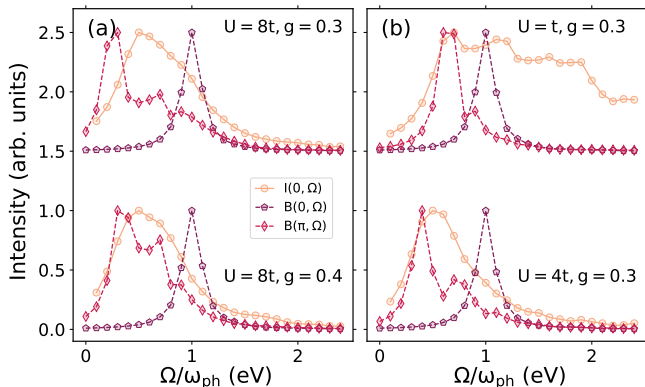 (a)
U = 8t, g = 0.3
(b)
U = t, g = 0.3
2.5
2.0
1.5
1.0
0.5
0.0
Intensity (arb. units)
I(0, Ω)
B(0, Ω)
B(π, Ω)
U = 8t, g = 0.4
U = 4t, g = 0.3
0 1 2
0 1 2
Ω/ω_ph (eV)
Ω/ω_ph (eV)